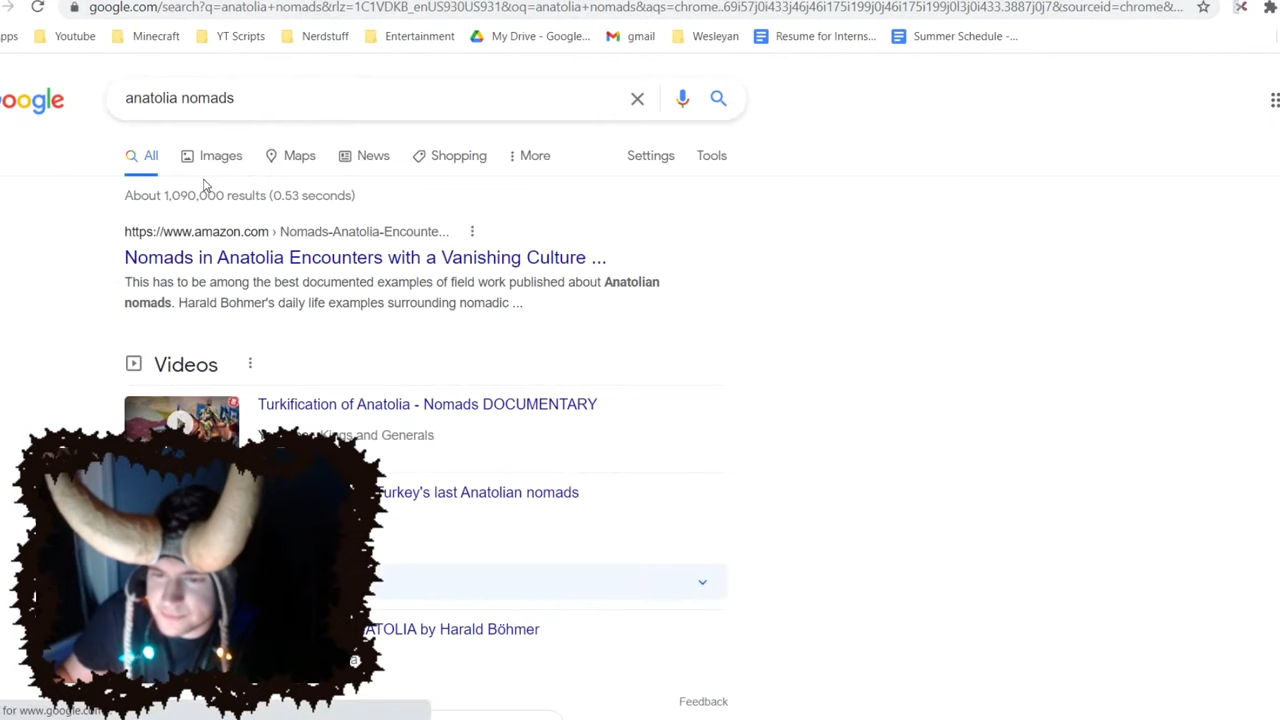 google.com/search?q=anatolia+nomads&rlz=1C1VDKB_enUS930US931&oq=anatolia+nomads&aqs=chrome..69i57j0i433j46j46i175i199j0j46i175i199j0l3j0i433.3887j0j7&sourceid=chrome&...
Youtube Minecraft YT Scripts Nerdstuff Entertainment My Drive - Google... gmail Wesleyan Resume for Interns... Summer Schedule -...
anatolia nomads
All Images Maps News Shopping More Settings Tools
About 1,090,000 results (0.53 seconds)
https://www.amazon.com › Nomads-Anatolia-Encounte...
Nomads in Anatolia Encounters with a Vanishing Culture ...
This has to be among the best documented examples of field work published about Anatolian
nomads. Harald Bohmer's daily life examples surrounding nomadic ...
Videos
Turkification of Anatolia - Nomads DOCUMENTARY
and Generals
Turkey's last Anatolian nomads
by Harald Böhmer
Feedback
for www.google.com